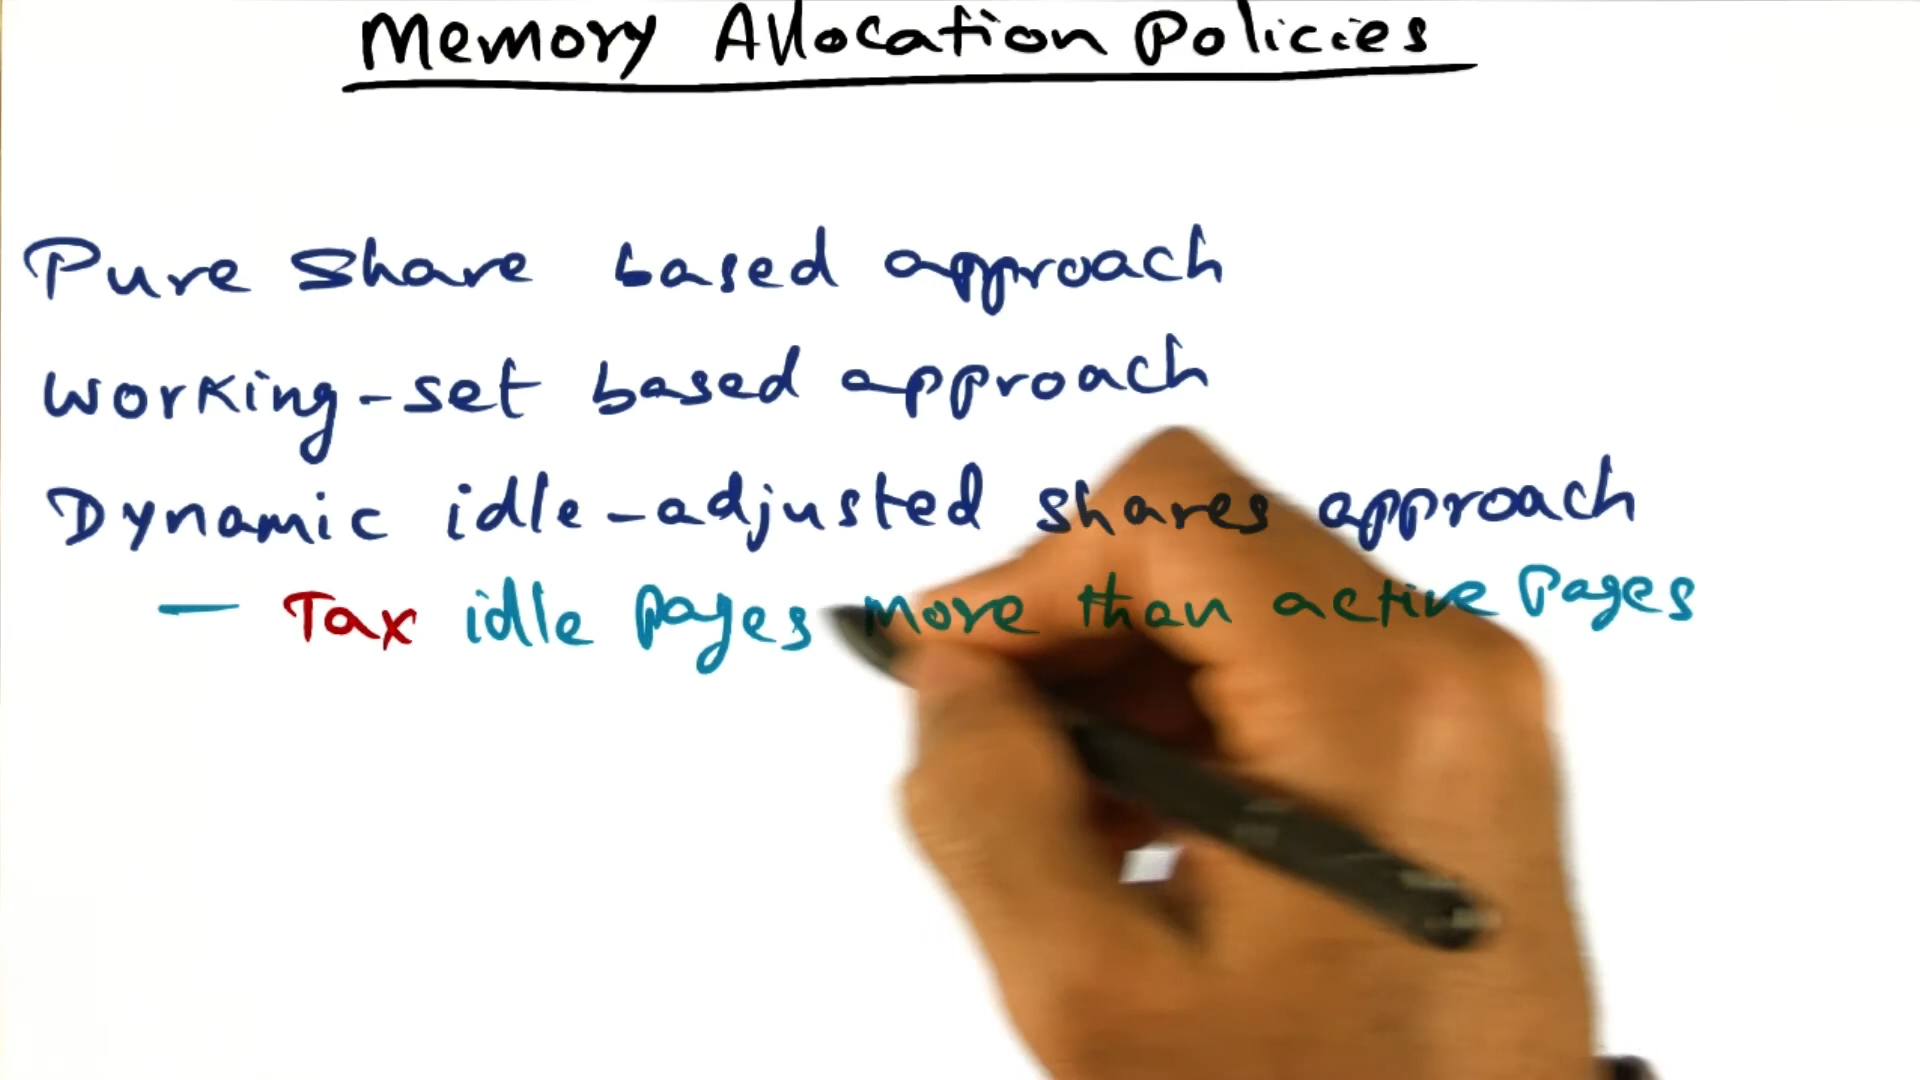 Memory Allocation Policies
Pure Share based approach
Working-set based approach
Dynamic idle-adjusted shares approach
— Tax idle pages more than active Pages